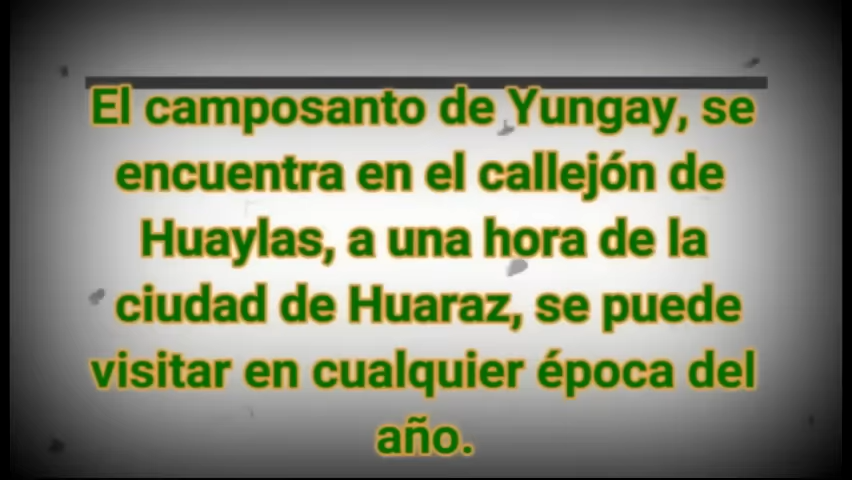 El camposanto de Yungay, se
encuentra en el callejón de
Huaylas, a una hora de la
ciudad de Huaraz, se puede
visitar en cualquier época del
año.